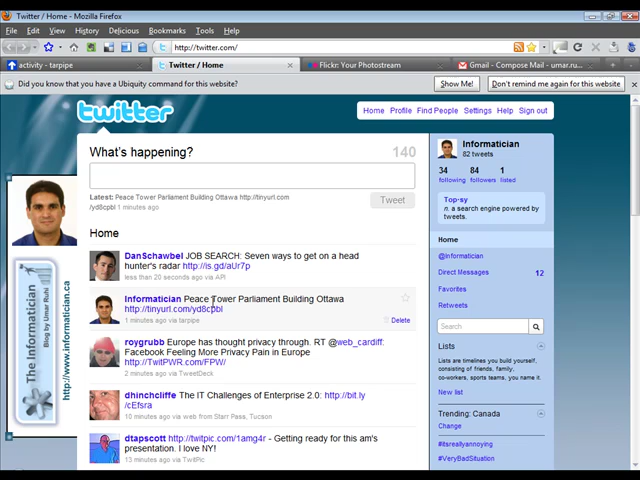 Twitter / Home - Mozilla Firefox
File Edit View History Delicious Bookmarks Tools Help
http://twitter.com/
activity - tarpipe
Twitter / Home
Flickr: Your Photostream
Gmail - Compose Mail - umar.ru...
Did you know that you have a Ubiquity command for this website?
Show Me!
Don't remind me again for this website
twitter
Home Profile Find People Settings Help Sign out
What's happening?
140
Latest: Peace Tower Parliament Building Ottawa http://tinyurl.com
/yd8cpbl 1 minutes ago
Tweet
Home
DanSchawbel JOB SEARCH: Seven ways to get on a head
hunter's radar http://is.gd/aUr7p
less than 20 seconds ago via API
Informatician Peace Tower Parliament Building Ottawa
http://tinyurl.com/yd8cpbl
1 minutes ago via tarpipe
Delete
roygrubb Europe has thought privacy through. RT @web_cardiff:
Facebook Feeling More Privacy Pain in Europe
http://TwitPWR.com/FPW/
2 minutes ago via TweetDeck
dhinchcliffe The IT Challenges of Enterprise 2.0: http://bit.ly
/cEfsra
10 minutes ago via web from Starr Pass, Tucson
dtapscott http://twitpic.com/1amg4r - Getting ready for this am's
presentation. I love NY!
13 minutes ago via TwitPic
Informatician
82 tweets
34 84 1
following followers listed
Top·sy
n. a search engine powered by
tweets.
Home
@informatician
Direct Messages 12
Favorites
Retweets
Search
Lists
Lists are timelines you build yourself,
consisting of friends, family,
co-workers, sports teams, you name it.
New list
Trending: Canada
Change
#itsreallyannoying
#VeryBadSituation
The Informatician
Blog by Umar Ruhi
http://www.informatician.ca